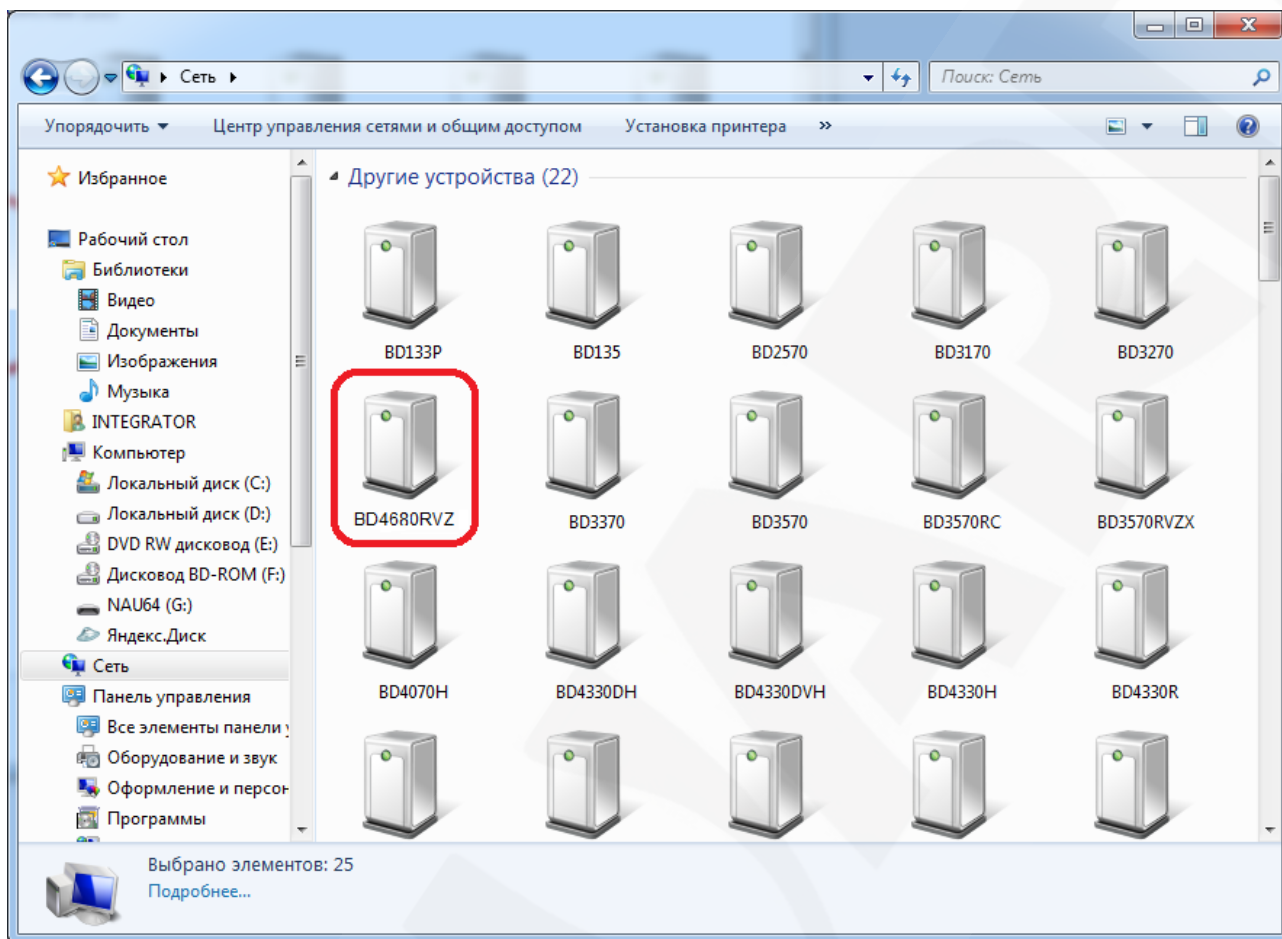 Сеть
Поиск: Сеть
Упорядочить Центр управления сетями и общим доступом Установка принтера »
Избранное
Рабочий стол
Библиотеки
Видео
Документы
Изображения
Музыка
INTEGRATOR
Компьютер
Локальный диск (C:)
Локальный диск (D:)
DVD RW дисковод (E:)
Дисковод BD-ROM (F:)
NAU64 (G:)
Яндекс.Диск
Сеть
Панель управления
Все элементы панели у
Оборудование и звук
Оформление и персон
Программы
Другие устройства (22)
BD133P BD135 BD2570 BD3170 BD3270
BD4680RVZ BD3370 BD3570 BD3570RC BD3570RVZX
BD4070H BD4330DH BD4330DVH BD4330H BD4330R
Выбрано элементов: 25
Подробнее...